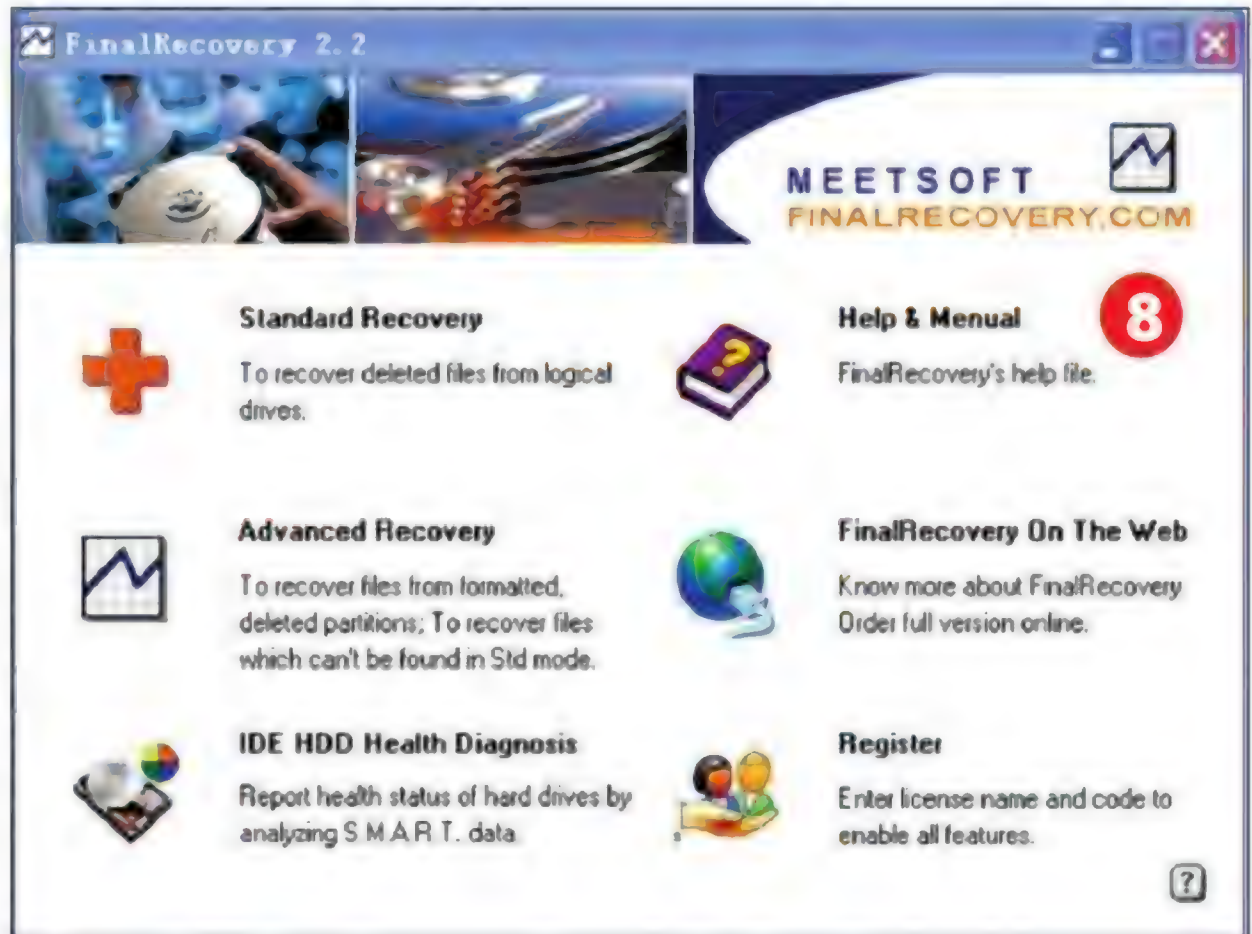 FinalRecovery 2.2
MEETSOFT
FINALRECOVERY.COM
Standard Recovery
To recover deleted files from logical
drives.
Help & Menual
8
FinalRecovery's help file.
Advanced Recovery
To recover files from formatted,
deleted partitions; To recover files
which can't be found in Std mode.
FinalRecovery On The Web
Know more about FinalRecovery
Order full version online.
IDE HDD Health Diagnosis
Report health status of hard drives by
analyzing S.M.A.R.T. data.
Register
Enter license name and code to
enable all features.
?